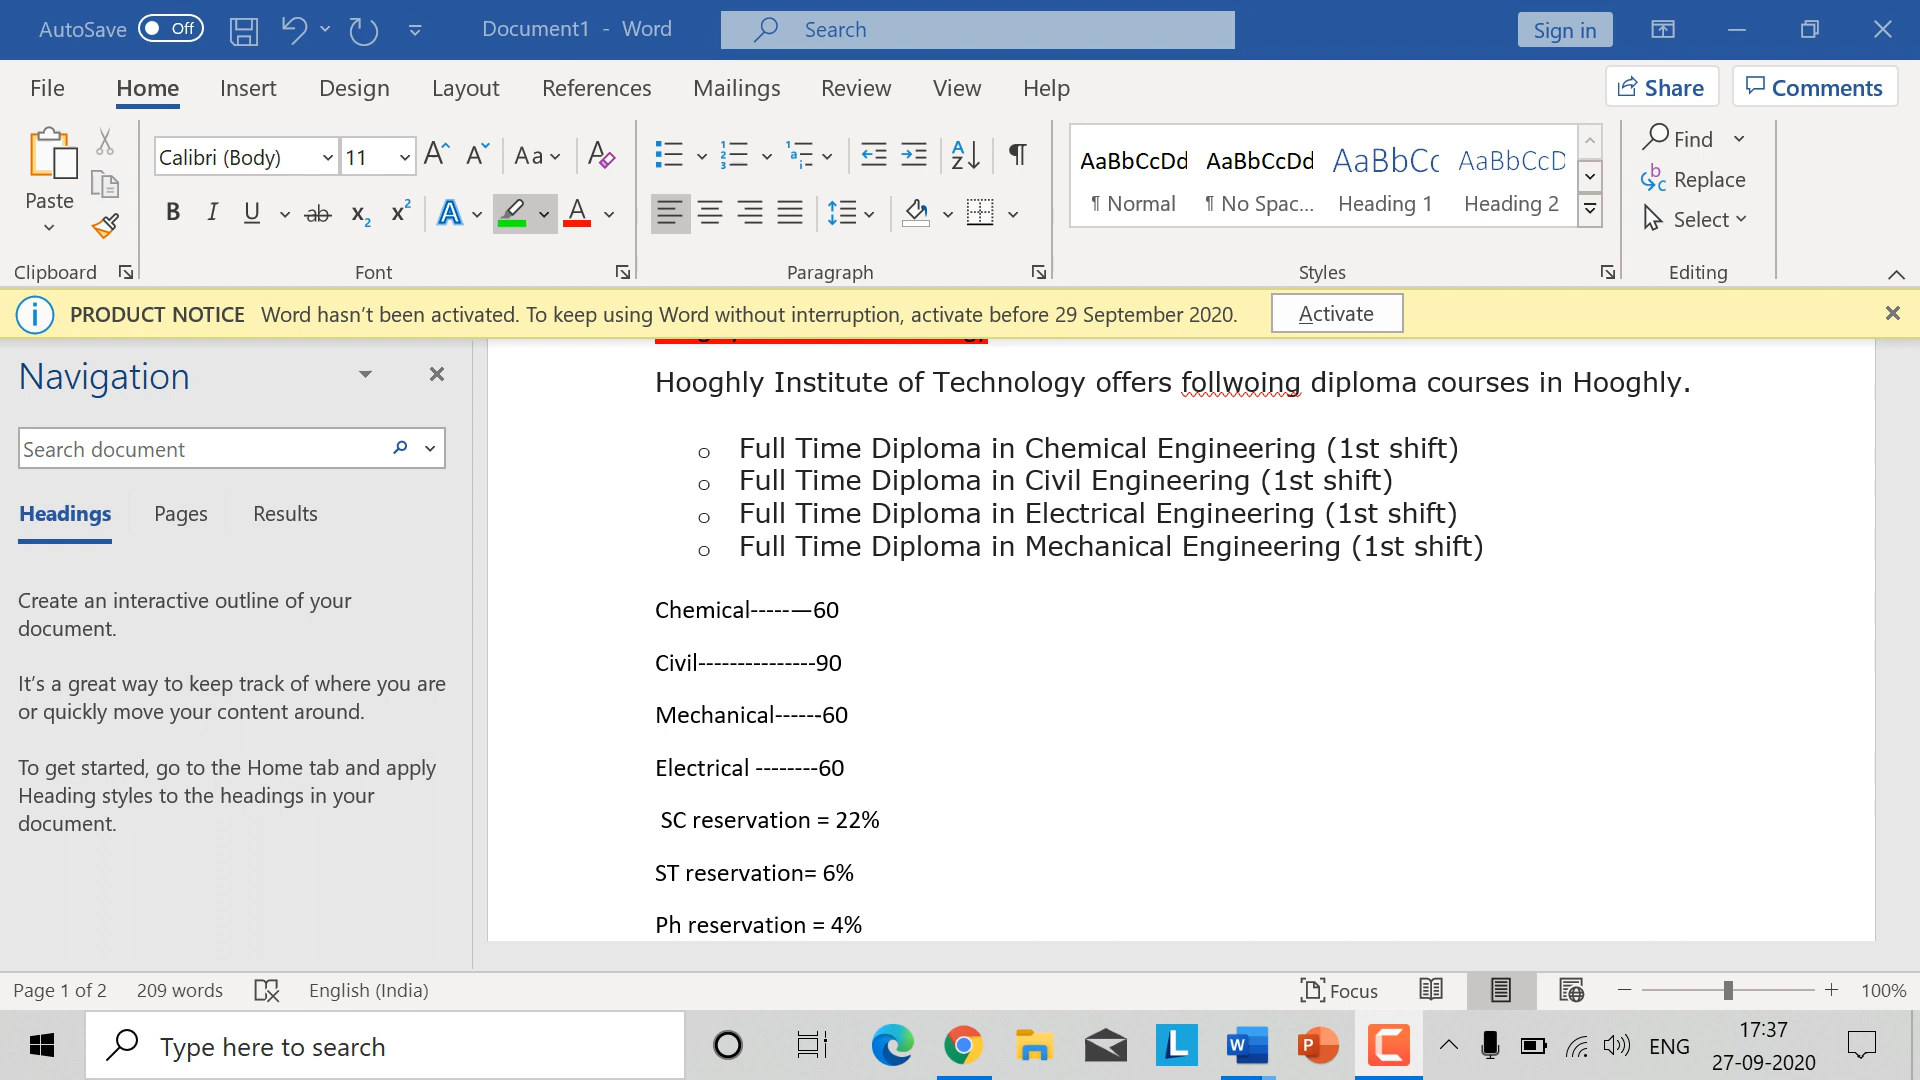 AutoSave Off Document1 - Word Search Sign in
File Home Insert Design Layout References Mailings Review View Help Share Comments
Paste Calibri (Body) 11 Aa AaBbCcDd AaBbCcDd AaBbCc AaBbCcD Find
¶ Normal ¶ No Spac... Heading 1 Heading 2 Replace
B I U ab x₂ x² A A Select
Clipboard Font Paragraph Styles Editing
PRODUCT NOTICE Word hasn't been activated. To keep using Word without interruption, activate before 29 September 2020. Activate
Navigation
Search document
Headings Pages Results
Create an interactive outline of your
document.
It's a great way to keep track of where you are
or quickly move your content around.
To get started, go to the Home tab and apply
Heading styles to the headings in your
document.
Hooghly Institute of Technology offers follwoing diploma courses in Hooghly.
o Full Time Diploma in Chemical Engineering (1st shift)
o Full Time Diploma in Civil Engineering (1st shift)
o Full Time Diploma in Electrical Engineering (1st shift)
o Full Time Diploma in Mechanical Engineering (1st shift)
Chemical-----—60
Civil---------------90
Mechanical------60
Electrical --------60
SC reservation = 22%
ST reservation= 6%
Ph reservation = 4%
Page 1 of 2 209 words English (India) Focus 100%
Type here to search ENG 17:37
27-09-2020